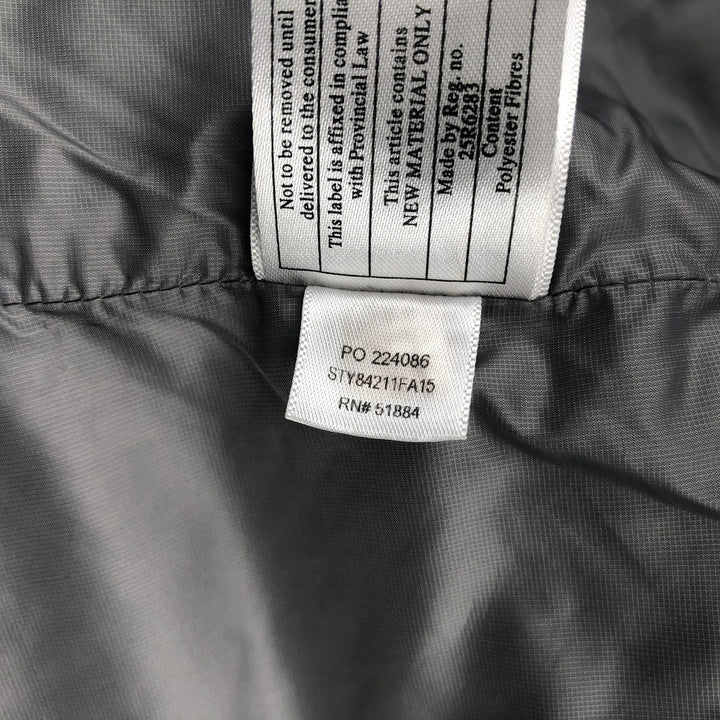 Not to be removed until
delivered to the consumer
This label is affixed in complia
with Provincial Law
This article contains
NEW MATERIAL ONLY
Made by Reg. no.
25R6283
Content
Polyester Fibres
PO 224086
STY84211FA15
RN# 51884